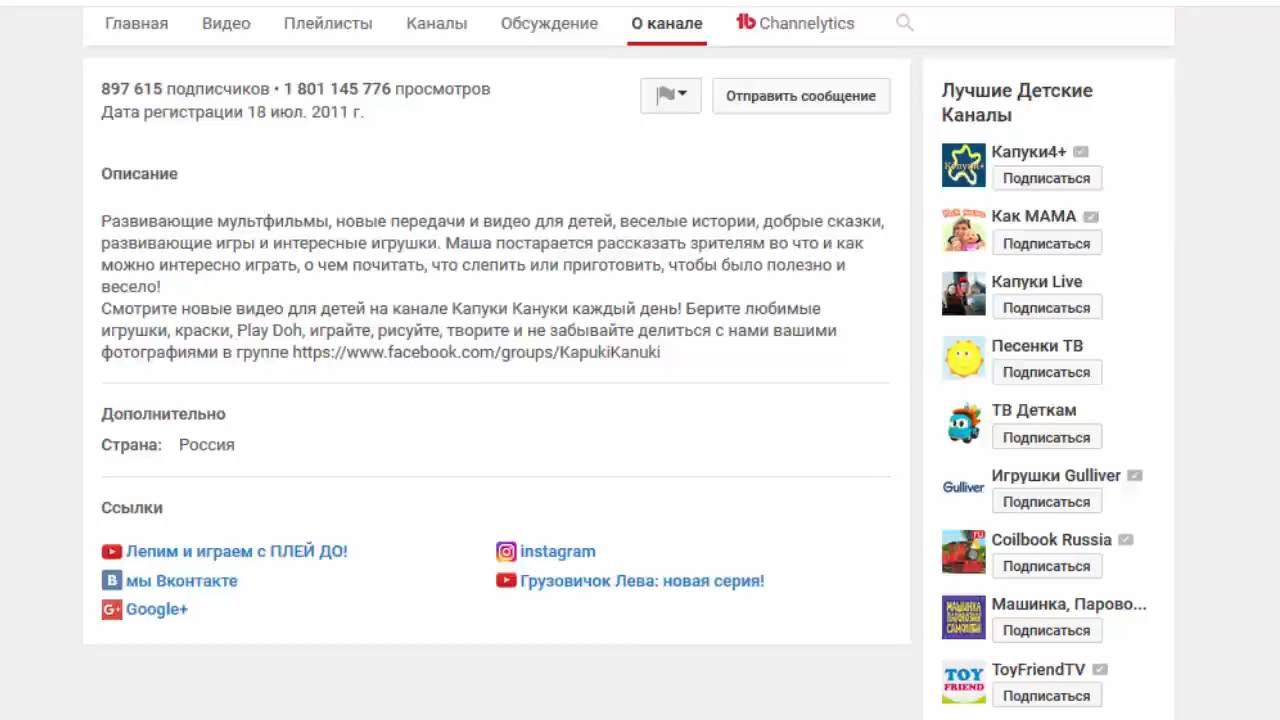 Главная Видео Плейлисты Каналы Обсуждение О канале Channelytics
897 615 подписчиков • 1 801 145 776 просмотров
Дата регистрации 18 июл. 2011 г.
Отправить сообщение
Описание
Развивающие мультфильмы, новые передачи и видео для детей, веселые истории, добрые сказки,
развивающие игры и интересные игрушки. Маша постарается рассказать зрителям во что и как
можно интересно играть, о чем почитать, что слепить или приготовить, чтобы было полезно и
весело!
Смотрите новые видео для детей на канале Капуки Кануки каждый день! Берите любимые
игрушки, краски, Play Doh, играйте, рисуйте, творите и не забывайте делиться с нами вашими
фотографиями в группе https://www.facebook.com/groups/KapukiKanuki
Дополнительно
Страна: Россия
Ссылки
Лепим и играем с ПЛЕЙ ДО!
instagram
мы Вконтакте
Грузовичок Лева: новая серия!
Google+
Лучшие Детские
Каналы
Капуки4+
Подписаться
Как МАМА
Подписаться
Капуки Live
Подписаться
Песенки ТВ
Подписаться
ТВ Деткам
Подписаться
Gulliver
Игрушки Gulliver
Подписаться
Coilbook Russia
Подписаться
Машинка, Парово...
Подписаться
TOY
FRIEND
ToyFriendTV
Подписаться